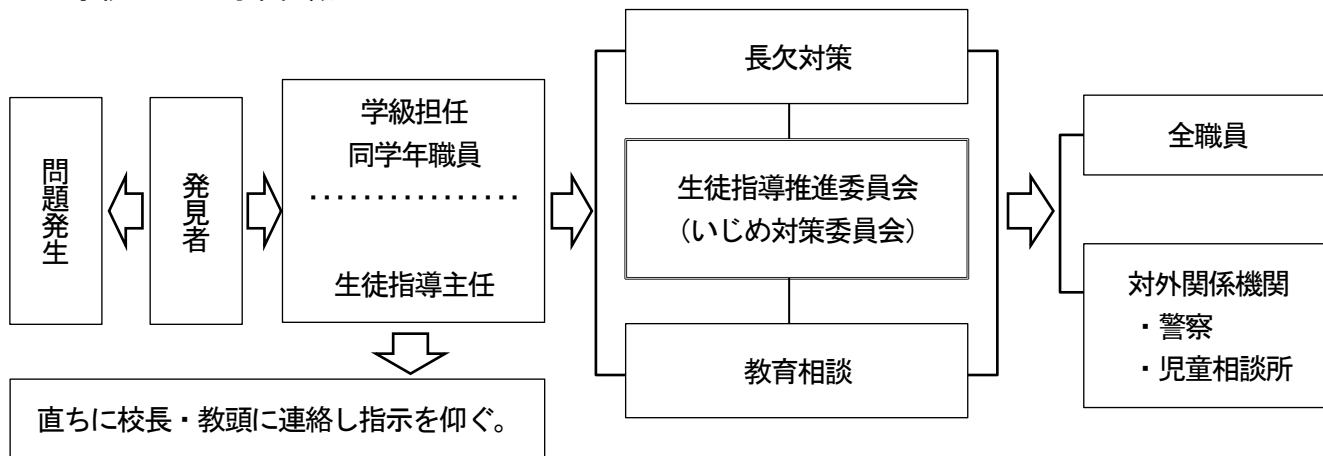 問題発生
発見者
学級担任
同学年職員
・・・・・・・・・・・・・・・・
生徒指導主任
直ちに校長・教頭に連絡し指示を仰ぐ。
長欠対策
生徒指導推進委員会
（いじめ対策委員会）
教育相談
全職員
対外関係機関
・警察
・児童相談所